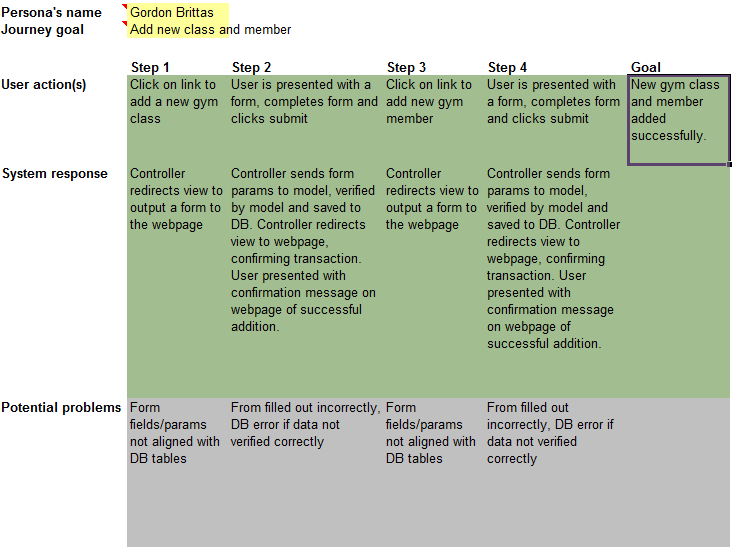 Persona's name Gordon Brittas
Journey goal Add new class and member
Step 1 Step 2 Step 3 Step 4 Goal
User action(s)
Click on link to
add a new gym
class
User is presented with a
form, completes form and
clicks submit
Click on link to
add new gym
member
User is presented with
a form, completes form
and clicks submit
New gym class
and member
added
successfully.
System response
Controller
redirects view to
output a form to
the webpage
Controller sends form
params to model, verified
by model and saved to
DB. Controller redirects
view to webpage,
confirming transaction.
User presented with
confirmation message on
webpage of successful
addition.
Controller
redirects view to
output a form to
the webpage
Controller sends form
params to model,
verified by model and
saved to DB. Controller
redirects view to
webpage, confirming
transaction. User
presented with
confirmation message
on webpage of
successful addition.
Potential problems
Form
fields/params
not aligned with
DB tables
From filled out incorrectly,
DB error if data not
verified correctly
Form
fields/params
not aligned with
DB tables
From filled out
incorrectly, DB error if
data not verified
correctly